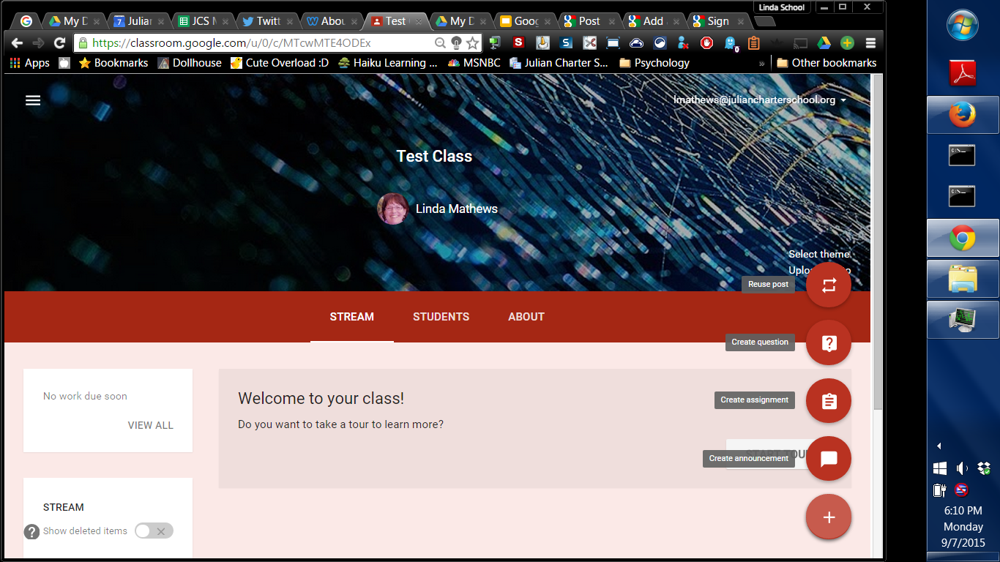 Linda School
My D
Julian
JCS M
Twitt
Abou
Test
My D
Goog
Post
Add
Sign
https://classroom.google.com/u/0/c/MTcwMTE4ODEx
Apps
Bookmarks
Dollhouse
Cute Overload :D
Haiku Learning ...
MSNBC
Julian Charter S...
Psychology
»
Other bookmarks
lmathews@juliancharterschool.org
Test Class
Linda Mathews
Select theme
Reuse post
STREAM
STUDENTS
ABOUT
Create question
No work due soon
VIEW ALL
Welcome to your class!
Do you want to take a tour to learn more?
Create assignment
START TOUR
Create announcement
STREAM
Show deleted items
6:10 PM
Monday
9/7/2015